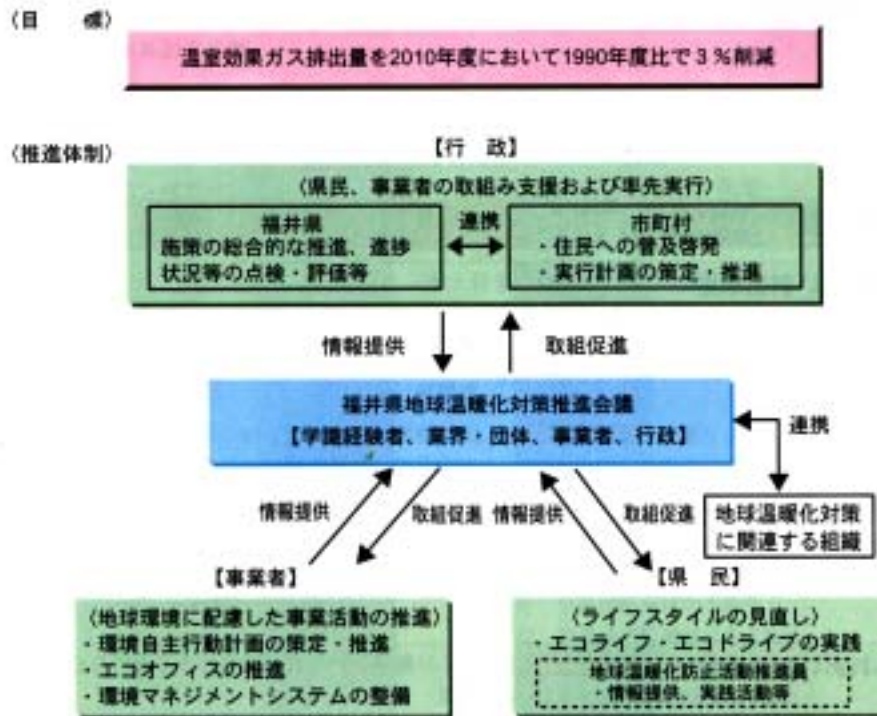 〈目　標〉
温室効果ガス排出量を2010年度において1990年度比で3％削減
〈推進体制〉
【行　政】
〈県民、事業者の取組み支援および率先実行〉
福井県
施策の総合的な推進、進捗
状況等の点検・評価等
連携
市町村
・住民への普及啓発
・実行計画の策定・推進
情報提供
取組促進
福井県地球温暖化対策推進会議
【学識経験者、業界・団体、事業者、行政】
連携
地球温暖化対策
に関連する組織
情報提供
取組促進
情報提供
取組促進
【事業者】
〈地球環境に配慮した事業活動の推進〉
・環境自主行動計画の策定・推進
・エコオフィスの推進
・環境マネジメントシステムの整備
【県　民】
〈ライフスタイルの見直し〉
・エコライフ・エコドライブの実践
地球温暖化防止活動推進員
・情報提供、実践活動等